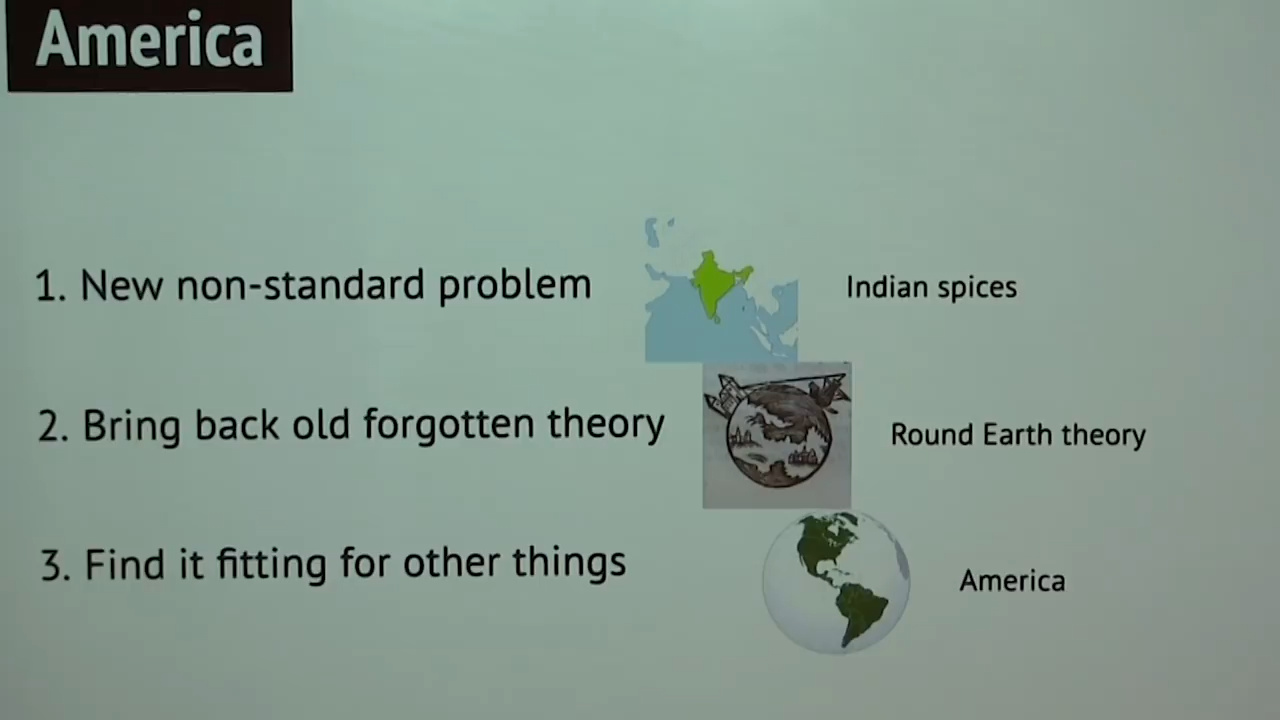 America
1. New non-standard problem
Indian spices
2. Bring back old forgotten theory
Round Earth theory
3. Find it fitting for other things
America